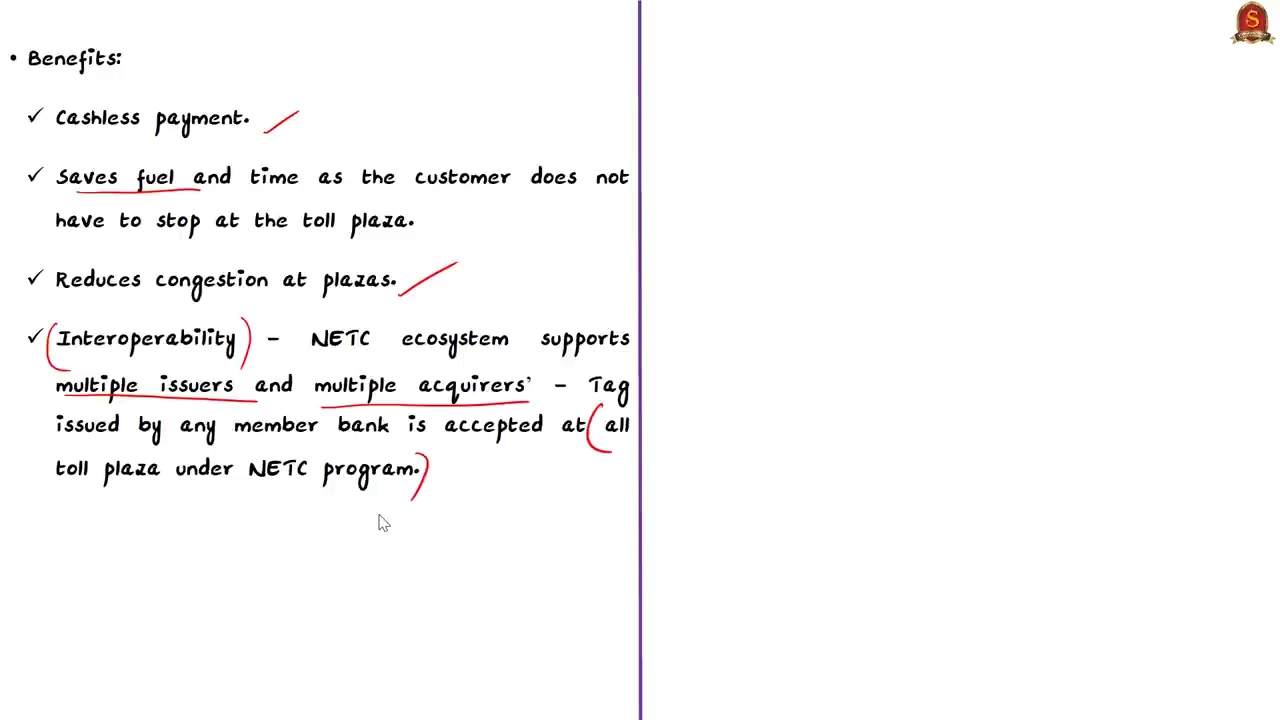 • Benefits:
✓ Cashless payment.
✓ Saves fuel and time as the customer does not
have to stop at the toll plaza.
✓ Reduces congestion at plazas.
✓ Interoperability – NETC ecosystem supports
multiple issuers and multiple acquirers’ – Tag
issued by any member bank is accepted at all
toll plaza under NETC program.
S